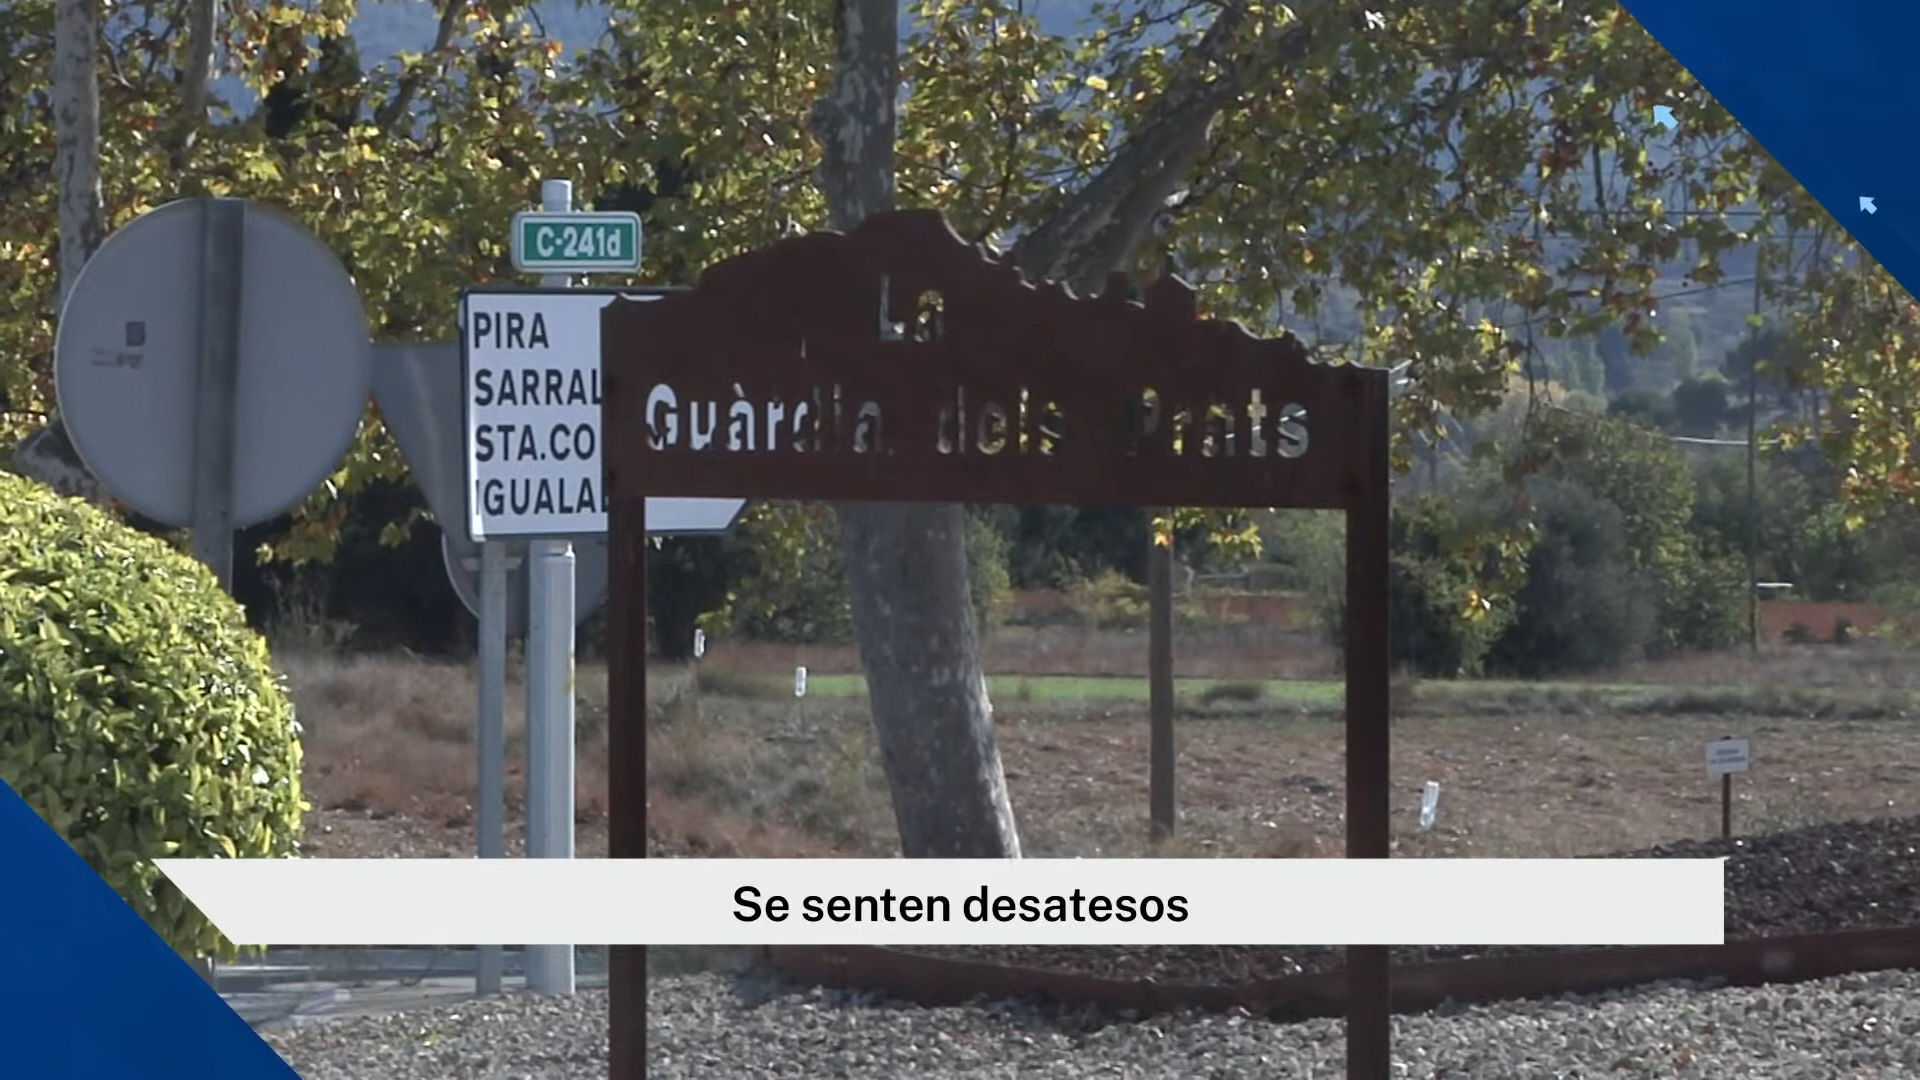 C-241d
PIRA
SARRAL
STA.CO
IGUALA
La
Guàrdia dels Prats
Se senten desatesos